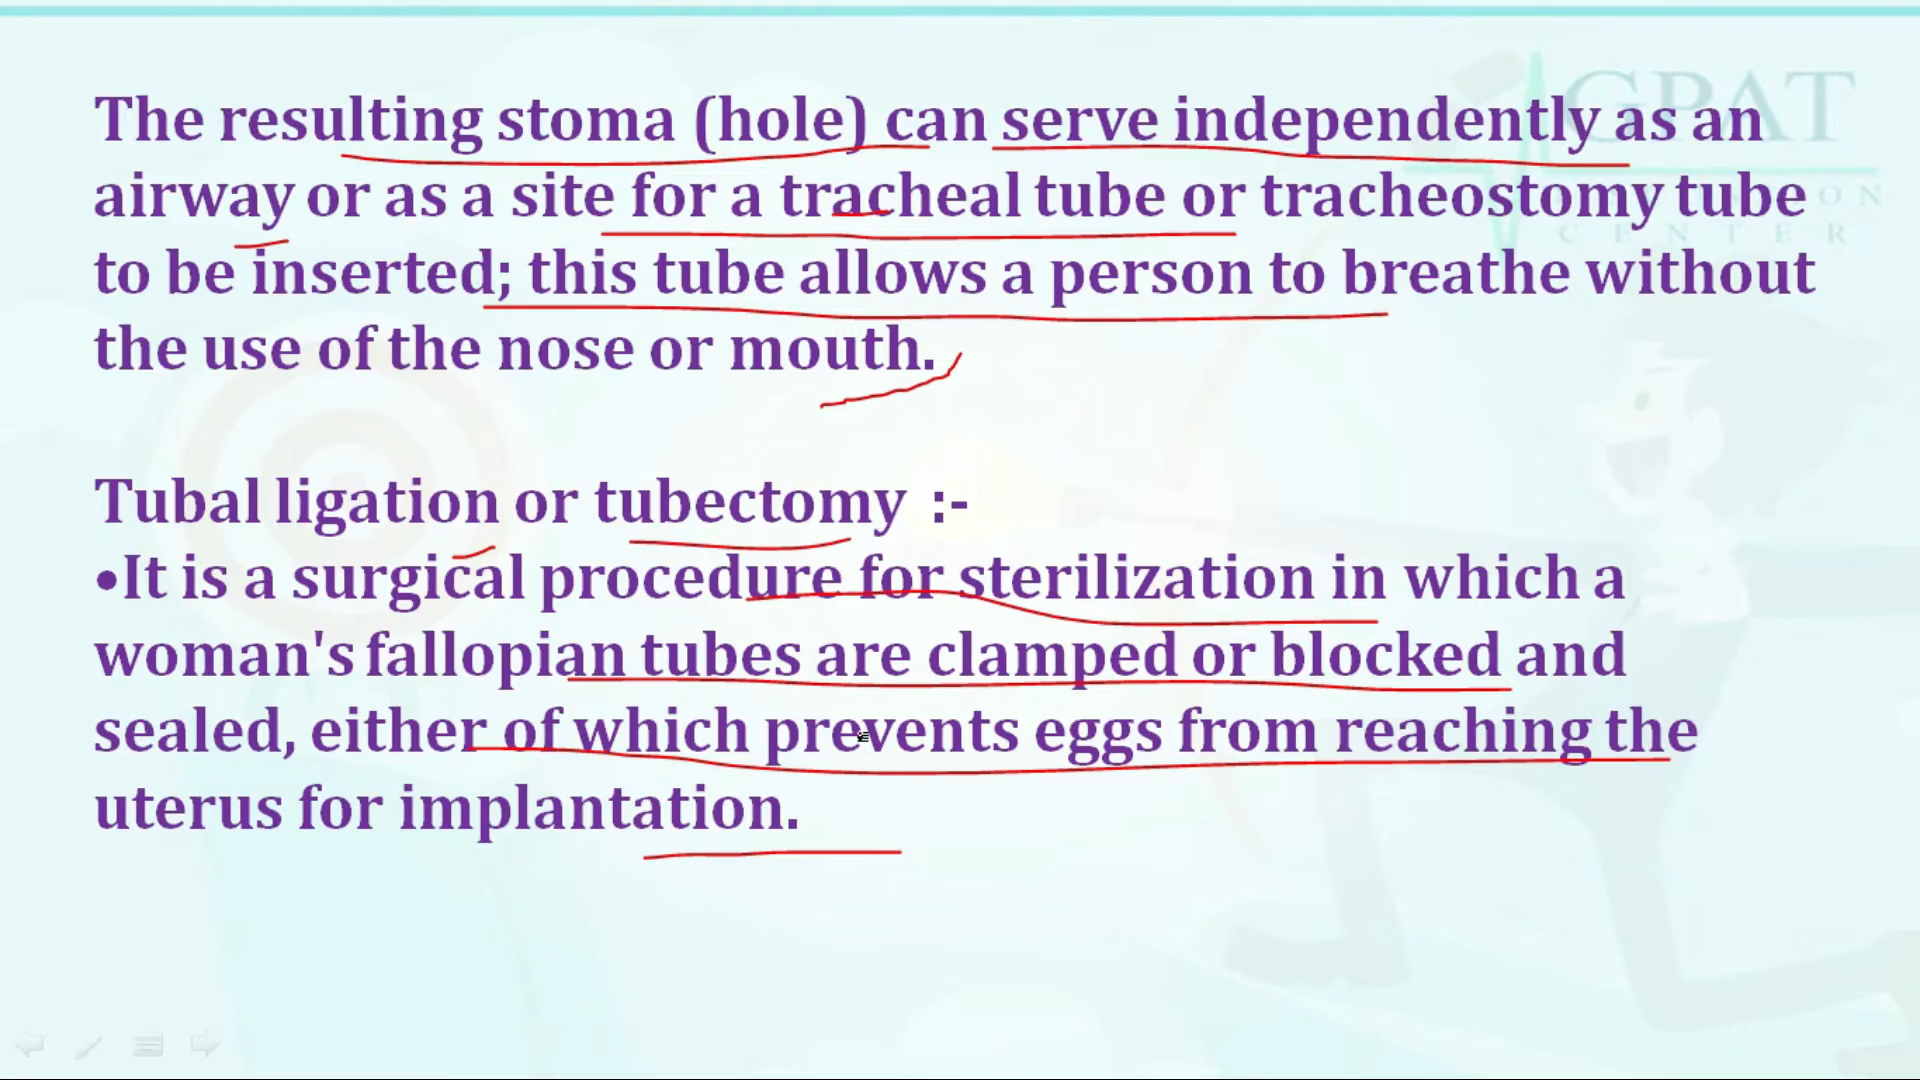 The resulting stoma (hole) can serve independently as an
airway or as a site for a tracheal tube or tracheostomy tube
to be inserted; this tube allows a person to breathe without
the use of the nose or mouth.
Tubal ligation or tubectomy :-
•It is a surgical procedure for sterilization in which a
woman's fallopian tubes are clamped or blocked and
sealed, either of which prevents eggs from reaching the
uterus for implantation.
GPAT
CENTER